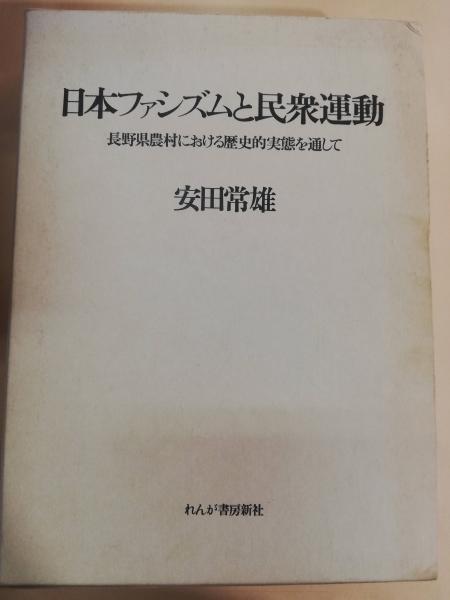 日本ファシズムと民衆運動
長野県農村における歴史的実態を通して
安田常雄
れんが書房新社